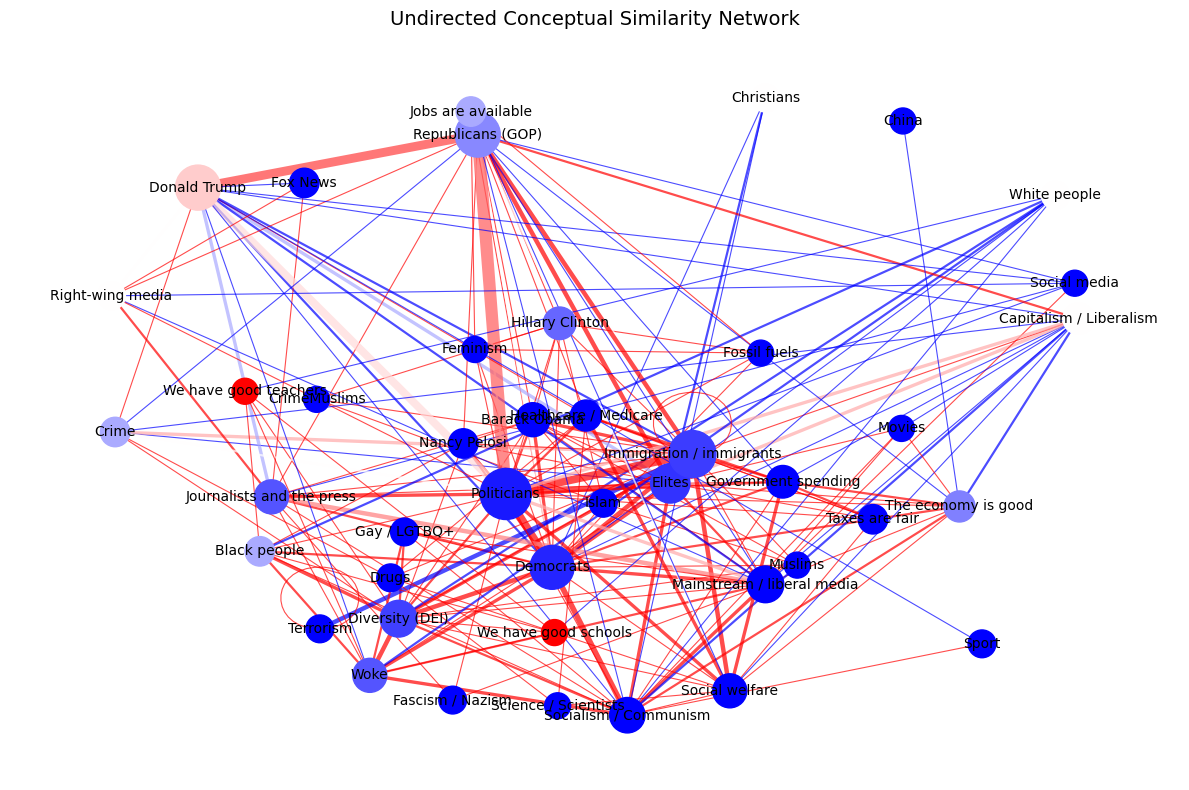 Undirected Conceptual Similarity Network
Christians
Jobs are available
China
Republicans (GOP)
Fox News
Donald Trump
White people
Social media
Right-wing media
Capitalism / Liberalism
Hillary Clinton
Feminism
Fossil fuels
We have good teachers
CrimeMuslims
Healthcare / Medicare
Barack Obama
Movies
Crime
Nancy Pelosi
Immigration / immigrants
Elites
Government spending
Politicians
Journalists and the press
Islam
The economy is good
Taxes are fair
Gay / LGTBQ+
Black people
Muslims
Democrats
Drugs
Mainstream / liberal media
Diversity (DEI)
Terrorism
We have good schools
Sport
Woke
Social welfare
Fascism / Nazism
Science / Scientists
Socialism / Communism